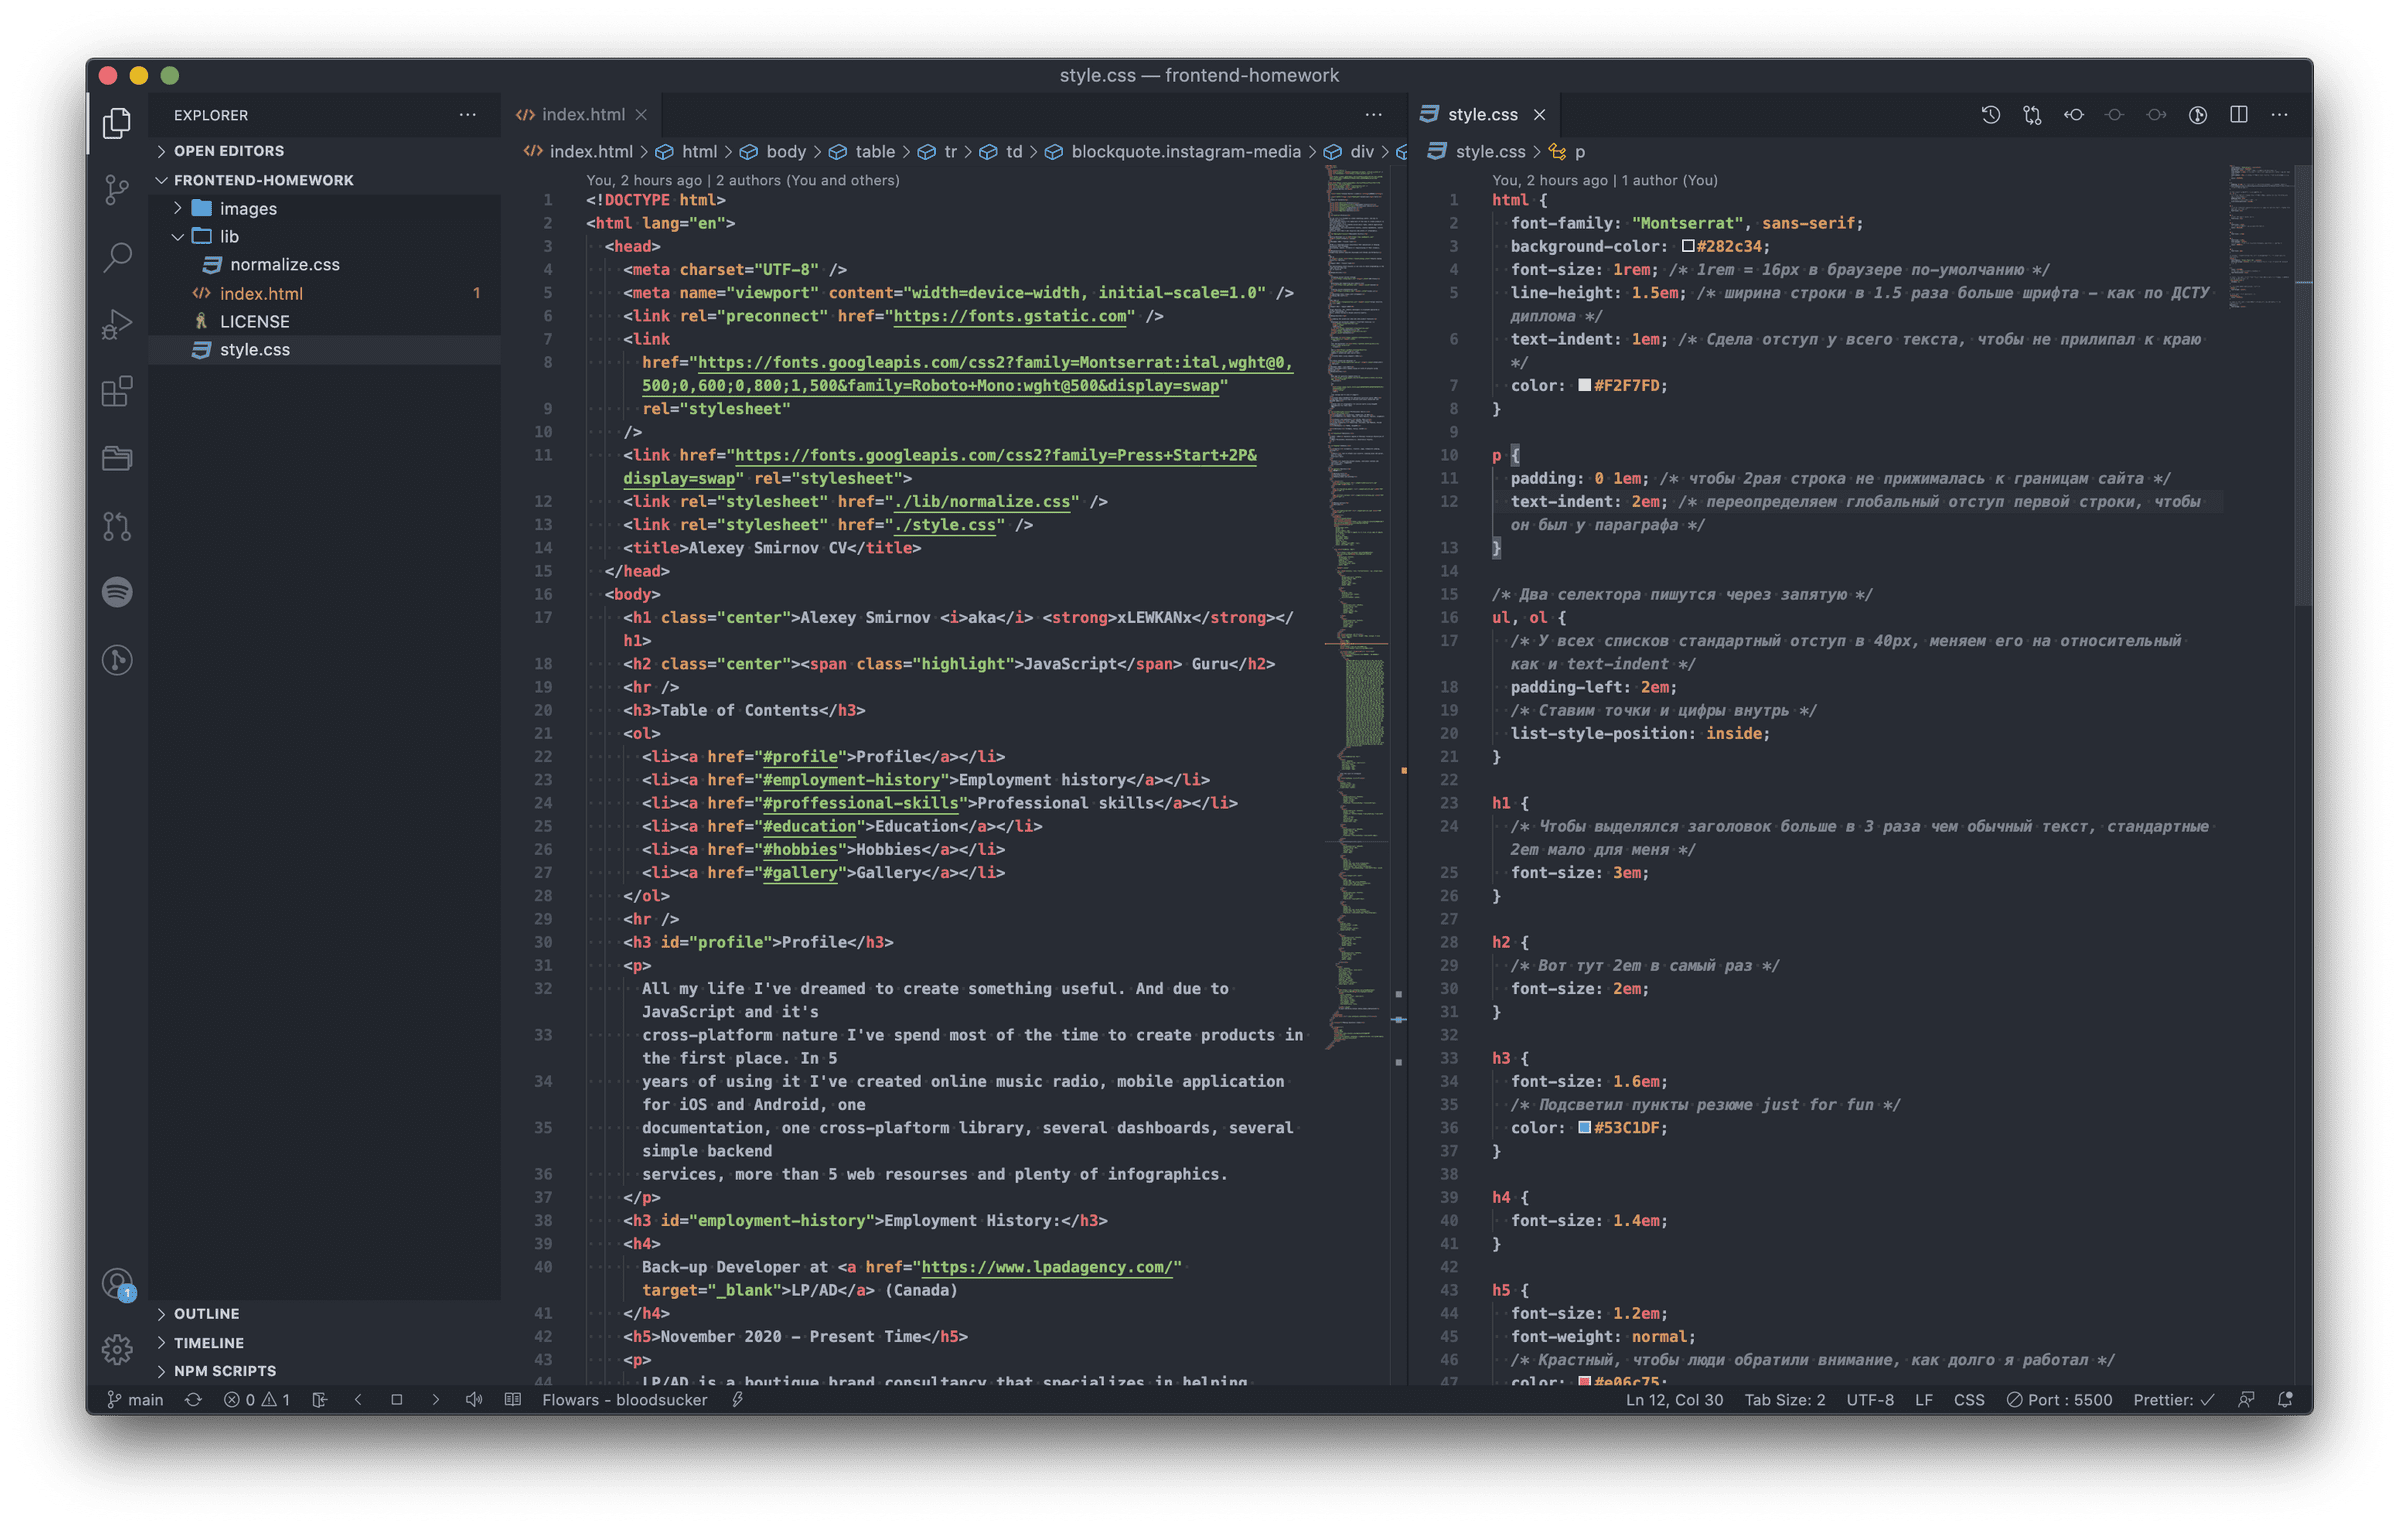 style.css — frontend-homework
EXPLORER
OPEN EDITORS
FRONTEND-HOMEWORK
images
lib
normalize.css
index.html 1
LICENSE
style.css
OUTLINE
TIMELINE
NPM SCRIPTS
1
index.html
index.html > html > body > table > tr > td > blockquote.instagram-media > div >
You, 2 hours ago | 2 authors (You and others)
1 <!DOCTYPE html>
2 <html lang="en">
3 <head>
4 <meta charset="UTF-8" />
5 <meta name="viewport" content="width=device-width, initial-scale=1.0" />
6 <link rel="preconnect" href="https://fonts.gstatic.com" />
7 <link
8 href="https://fonts.googleapis.com/css2?family=Montserrat:ital,wght@0,
500;0,600;0,800;1,500&family=Roboto+Mono:wght@500&display=swap"
9 rel="stylesheet"
10 />
11 <link href="https://fonts.googleapis.com/css2?family=Press+Start+2P&
display=swap" rel="stylesheet">
12 <link rel="stylesheet" href="./lib/normalize.css" />
13 <link rel="stylesheet" href="./style.css" />
14 <title>Alexey Smirnov CV</title>
15 </head>
16 <body>
17 <h1 class="center">Alexey Smirnov <i>aka</i> <strong>xLEWKANx</strong></
h1>
18 <h2 class="center"><span class="highlight">JavaScript</span> Guru</h2>
19 <hr />
20 <h3>Table of Contents</h3>
21 <ol>
22 <li><a href="#profile">Profile</a></li>
23 <li><a href="#employment-history">Employment history</a></li>
24 <li><a href="#proffessional-skills">Professional skills</a></li>
25 <li><a href="#education">Education</a></li>
26 <li><a href="#hobbies">Hobbies</a></li>
27 <li><a href="#gallery">Gallery</a></li>
28 </ol>
29 <hr />
30 <h3 id="profile">Profile</h3>
31 <p>
32 All my life I've dreamed to create something useful. And due to
JavaScript and it's
33 cross-platform nature I've spend most of the time to create products in
the first place. In 5
34 years of using it I've created online music radio, mobile application
for iOS and Android, one
35 documentation, one cross-plaftorm library, several dashboards, several
simple backend
36 services, more than 5 web resourses and plenty of infographics.
37 </p>
38 <h3 id="employment-history">Employment History:</h3>
39 <h4>
40 Back-up Developer at <a href="https://www.lpadagency.com/"
target="_blank">LP/AD</a> (Canada)
41 </h4>
42 <h5>November 2020 - Present Time</h5>
43 <p>
44 LP/AD is a boutique brand consultancy that specializes in helping
style.css
style.css > p
You, 2 hours ago | 1 author (You)
1 html {
2 font-family: "Montserrat", sans-serif;
3 background-color: #282c34;
4 font-size: 1rem; /* 1rem = 16px в браузере по-умолчанию */
5 line-height: 1.5em; /* ширина строки в 1.5 раза больше шрифта - как по ДСТУ
диплома */
6 text-indent: 1em; /* Сдела отступ у всего текста, чтобы не прилипал к краю
*/
7 color: #F2F7FD;
8 }
9
10 p {
11 padding: 0 1em; /* чтобы 2рая строка не прижималась к границам сайта */
12 text-indent: 2em; /* переопределяем глобальный отступ первой строки, чтобы
он был у параграфа */
13 }
14
15 /* Два селектора пишутся через запятую */
16 ul, ol {
17 /* У всех списков стандартный отступ в 40px, меняем его на относительный
как и text-indent */
18 padding-left: 2em;
19 /* Ставим точки и цифры внутрь */
20 list-style-position: inside;
21 }
22
23 h1 {
24 /* Чтобы выделялся заголовок больше в 3 раза чем обычный текст, стандартные
2em мало для меня */
25 font-size: 3em;
26 }
27
28 h2 {
29 /* Вот тут 2em в самый раз */
30 font-size: 2em;
31 }
32
33 h3 {
34 font-size: 1.6em;
35 /* Подсветил пункты резюме just for fun */
36 color: #53C1DF;
37 }
38
39 h4 {
40 font-size: 1.4em;
41 }
42
43 h5 {
44 font-size: 1.2em;
45 font-weight: normal;
46 /* Крастный, чтобы люди обратили внимание, как долго я работал */
47 color: #e06c75;
main 0 1 Flowars - bloodsucker Ln 12, Col 30 Tab Size: 2 UTF-8 LF CSS Port : 5500 Prettier: ✓